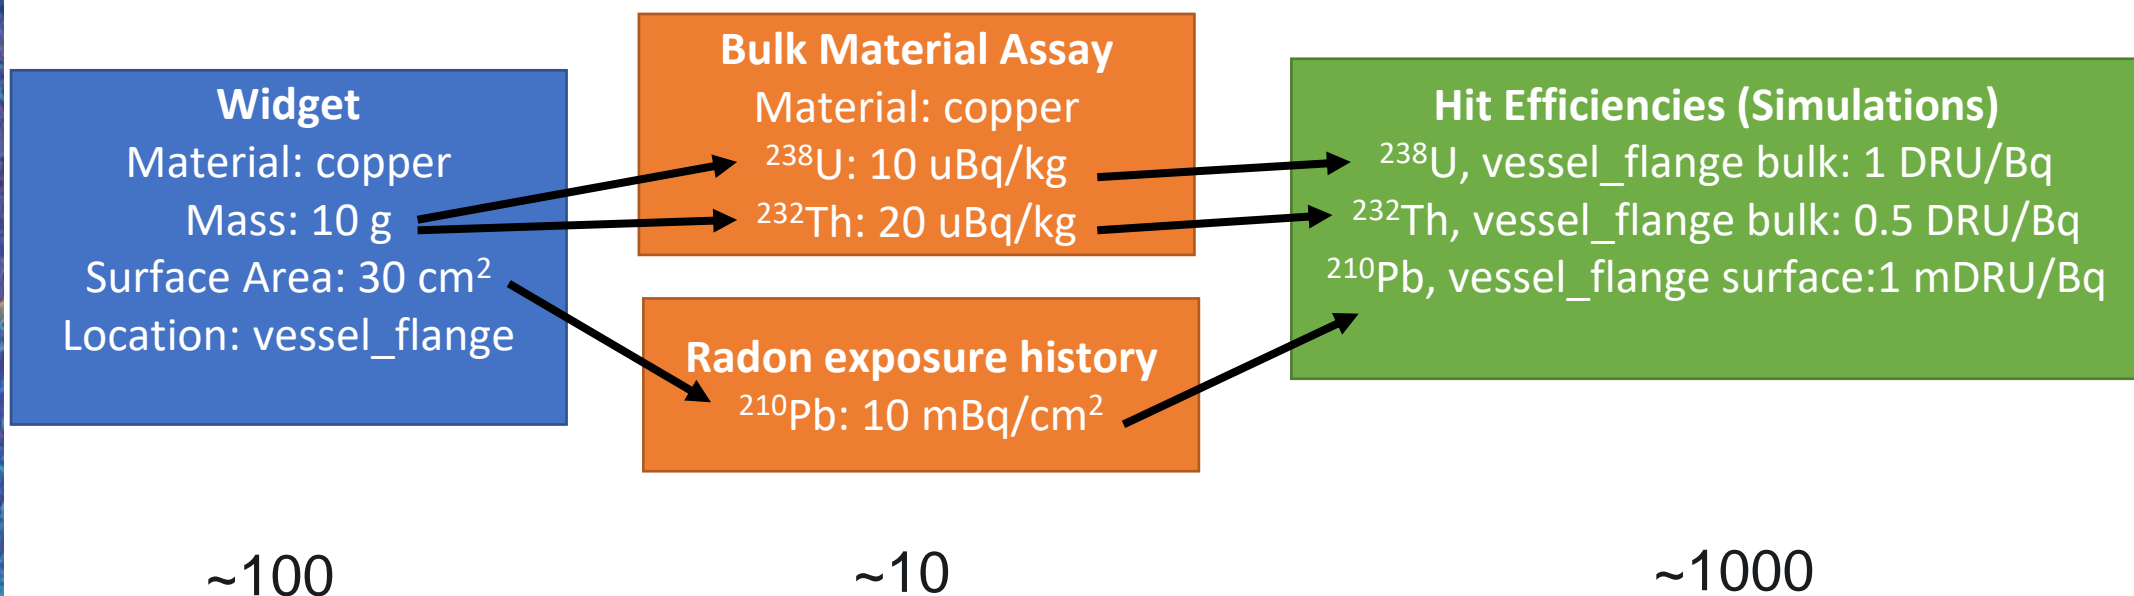 Widget
Material: copper
Mass: 10 g
Surface Area: 30 cm²
Location: vessel_flange
Bulk Material Assay
Material: copper
²³⁸U: 10 uBq/kg
²³²Th: 20 uBq/kg
Radon exposure history
²¹⁰Pb: 10 mBq/cm²
Hit Efficiencies (Simulations)
²³⁸U, vessel_flange bulk: 1 DRU/Bq
²³²Th, vessel_flange bulk: 0.5 DRU/Bq
²¹⁰Pb, vessel_flange surface:1 mDRU/Bq
~100
~10
~1000